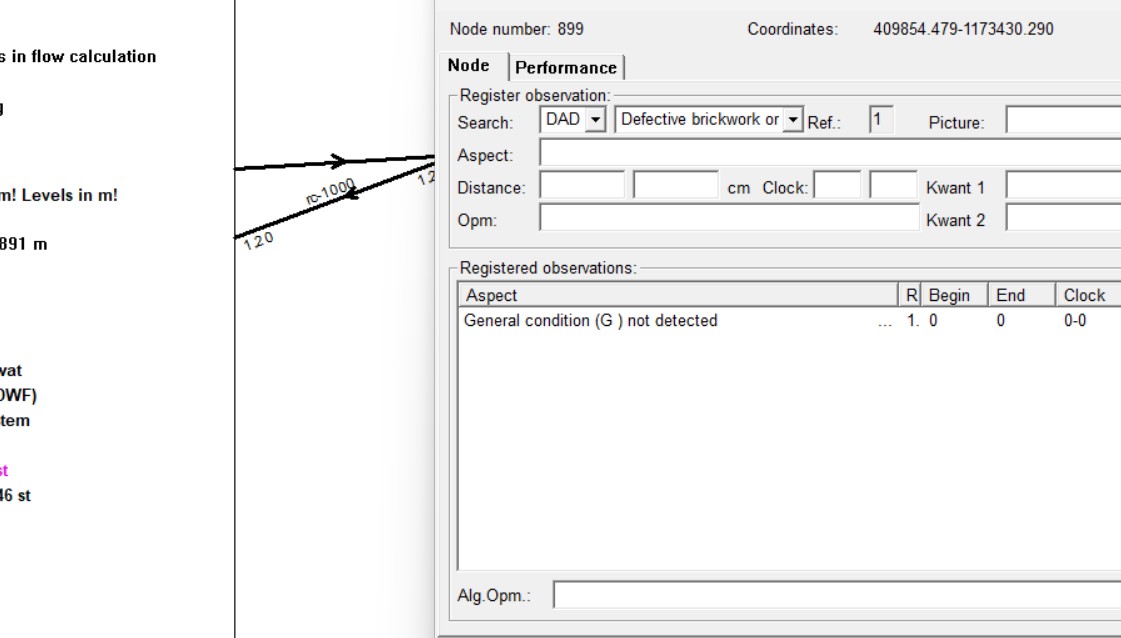 s in flow calculation
m! Levels in m!
891 m
wat
DWF)
tem
st
46 st
rc-1000
120
12
Node number: 899 Coordinates: 409854.479-1173430.290
Node Performance
Register observation:
Search: DAD Defective brickwork or Ref.: 1 Picture:
Aspect:
Distance: cm Clock: Kwant 1
Opm: Kwant 2
Registered observations:
Aspect R Begin End Clock
General condition (G ) not detected ... 1. 0 0 0-0
Alg.Opm.: